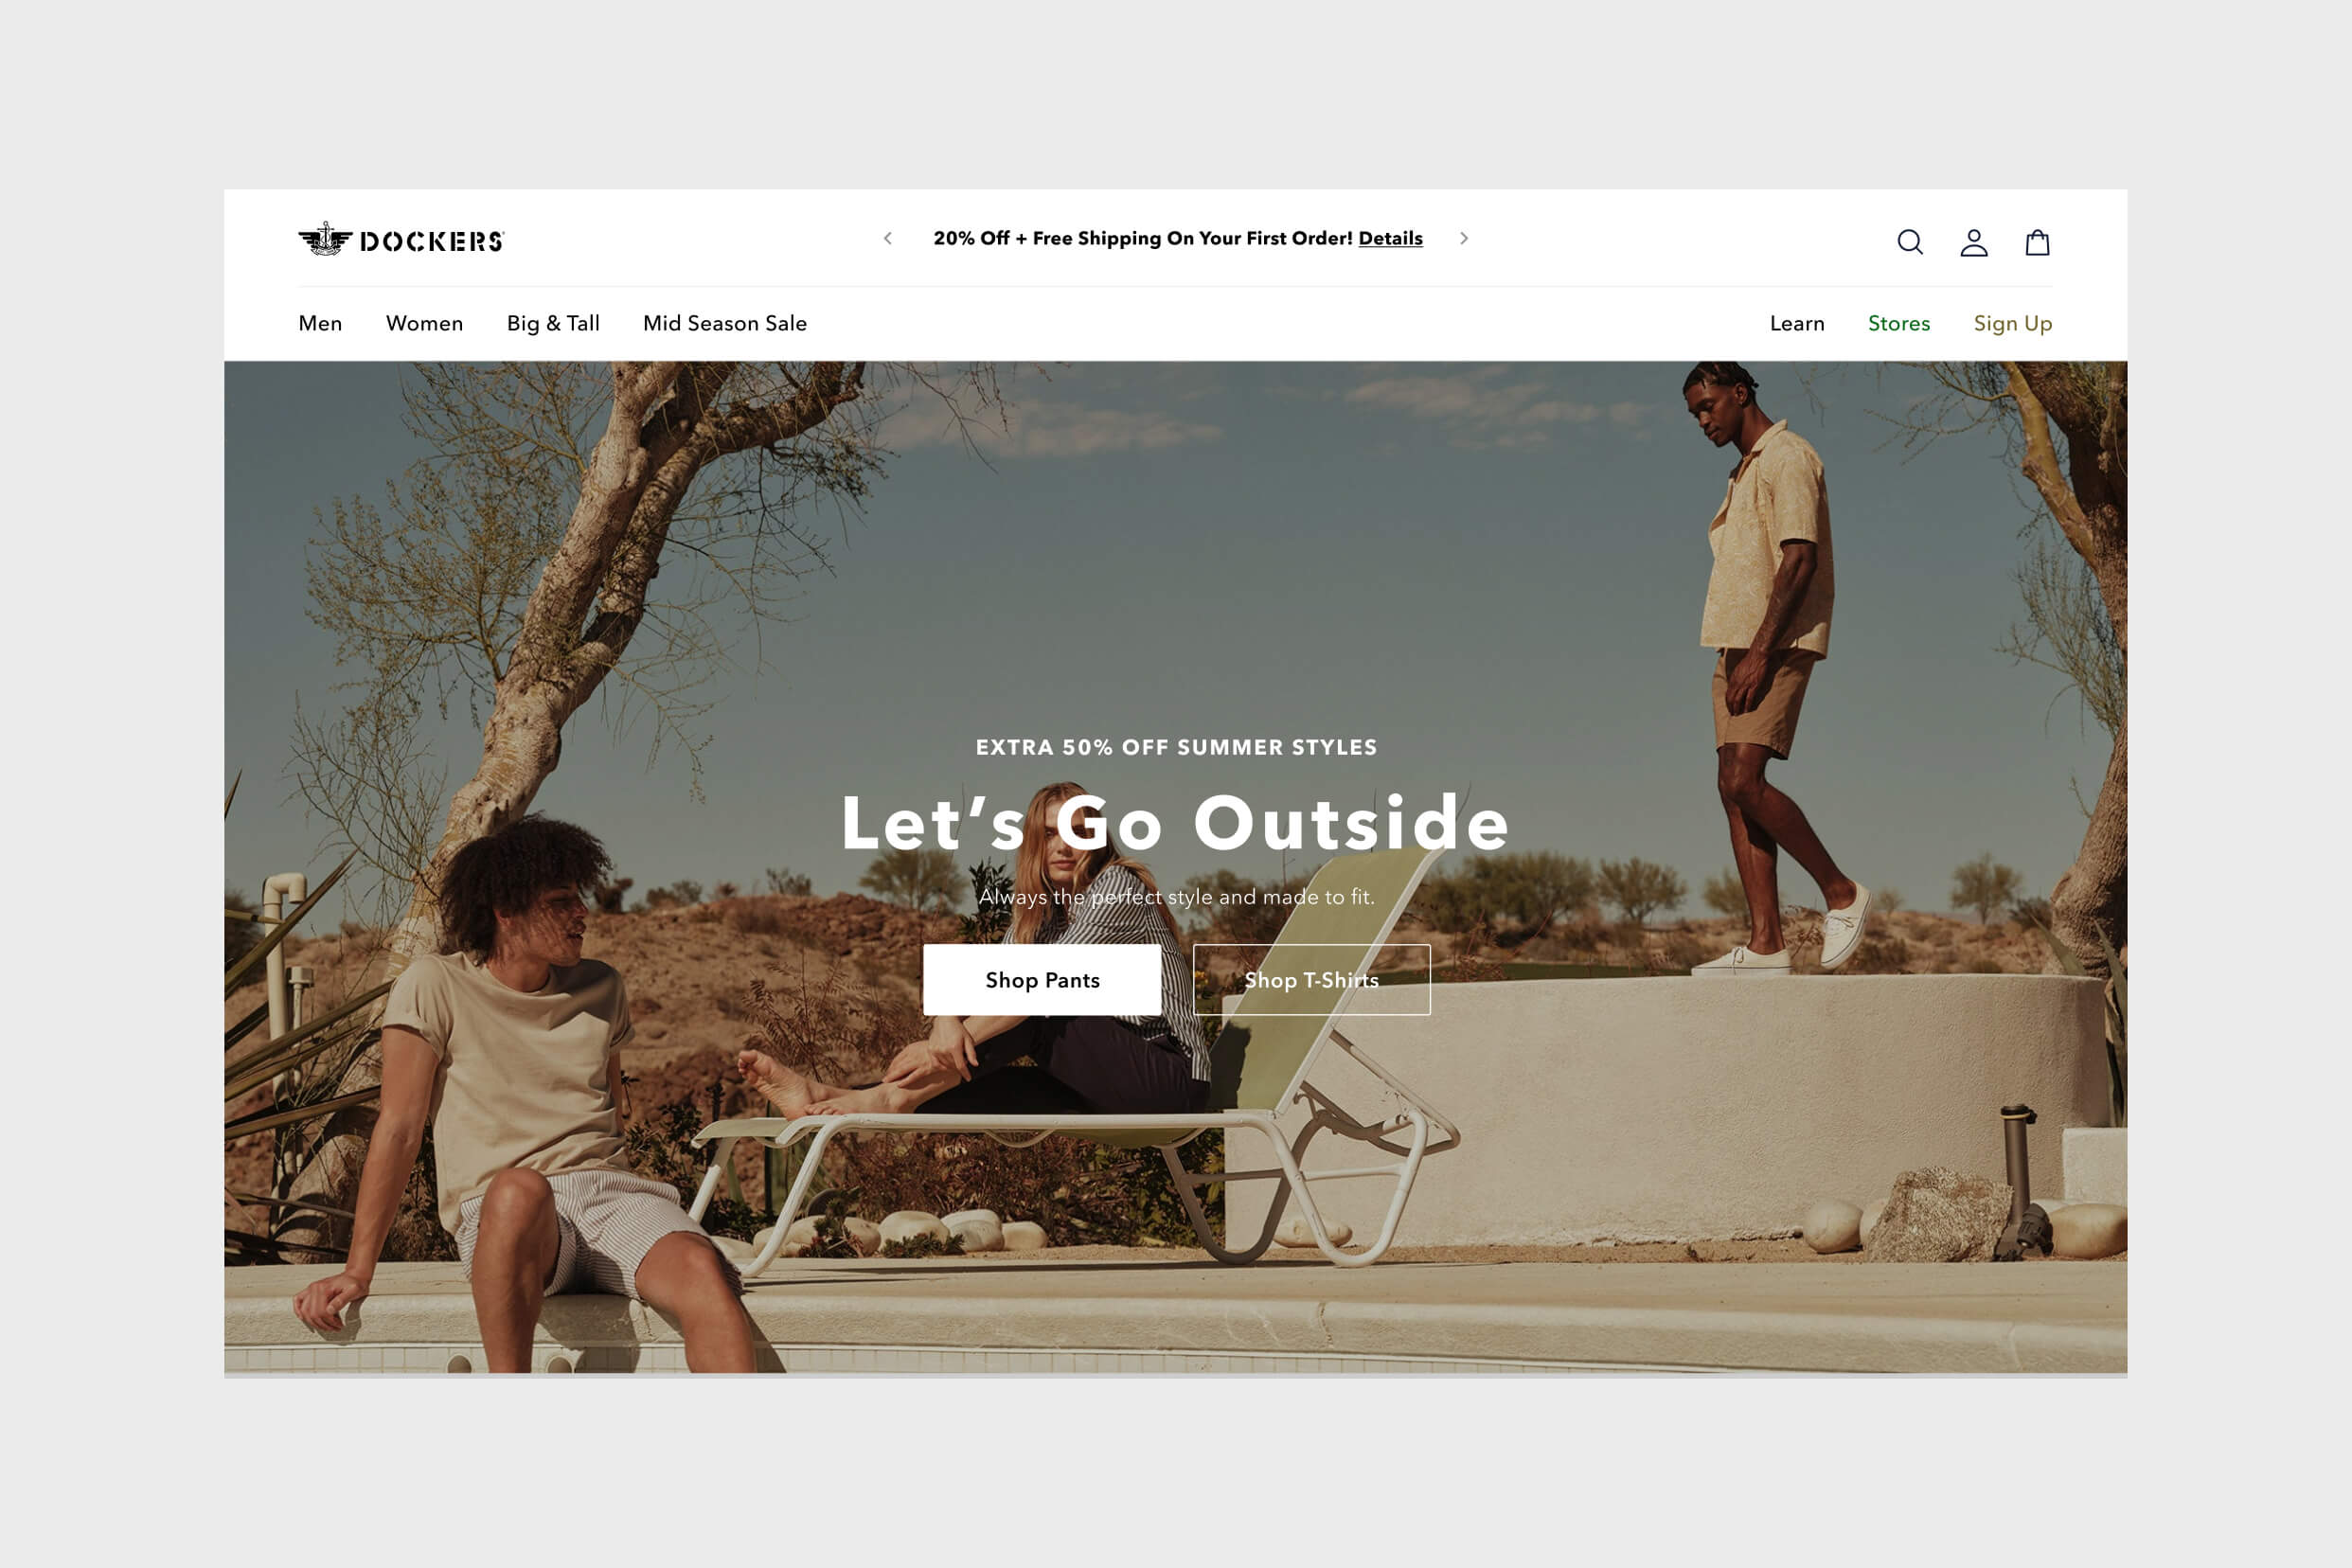 DOCKERS
20% Off + Free Shipping On Your First Order! Details
Men Women Big & Tall Mid Season Sale Learn Stores Sign Up
EXTRA 50% OFF SUMMER STYLES
Let’s Go Outside
Always the perfect style and made to fit.
Shop Pants Shop T-Shirts